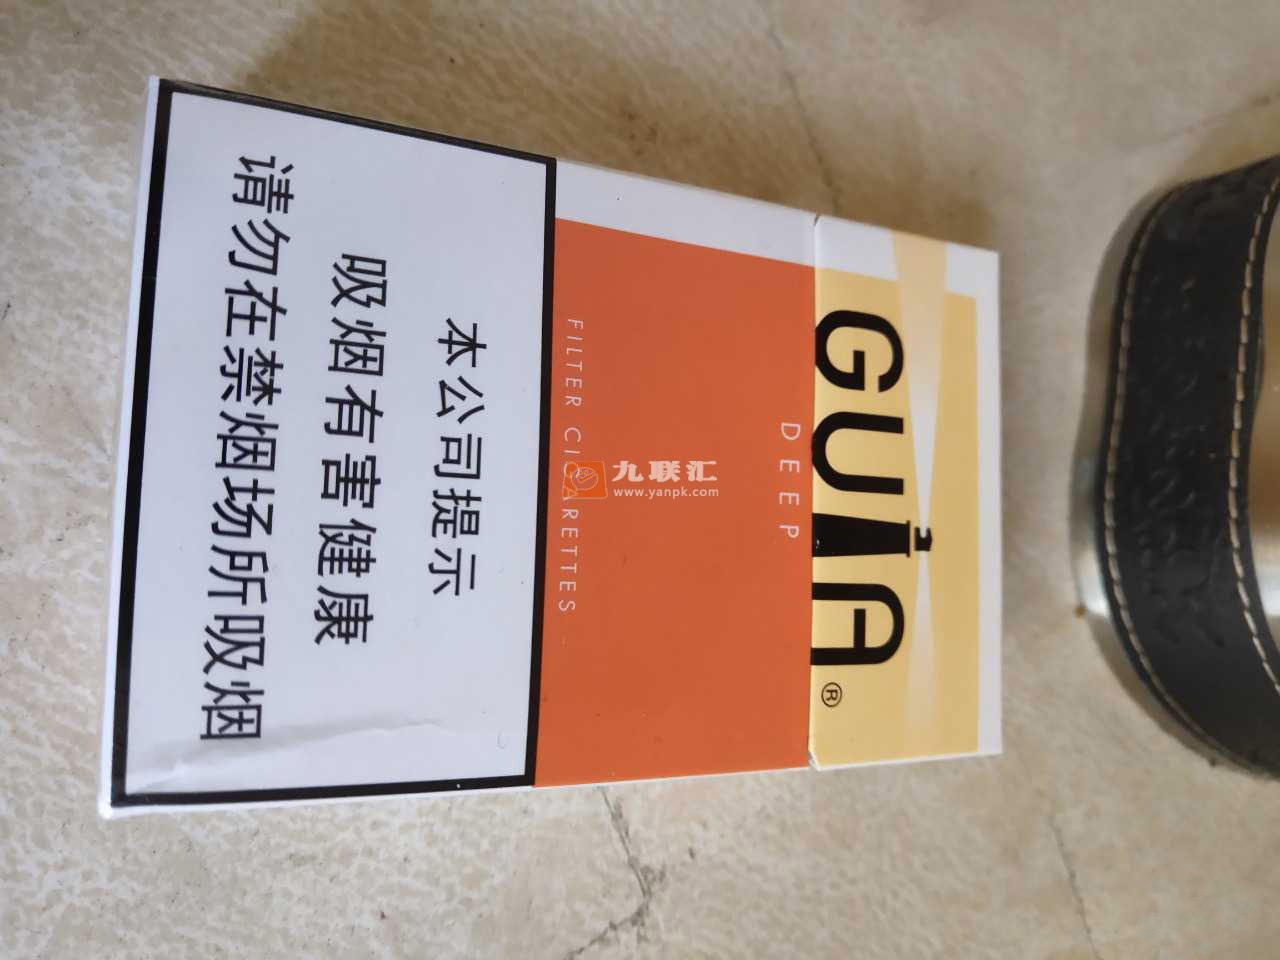 GUIA®
DEEP
FILTER CIGARETTES
本公司提示
吸烟有害健康
请勿在禁烟场所吸烟
九联汇
www.yanpk.com